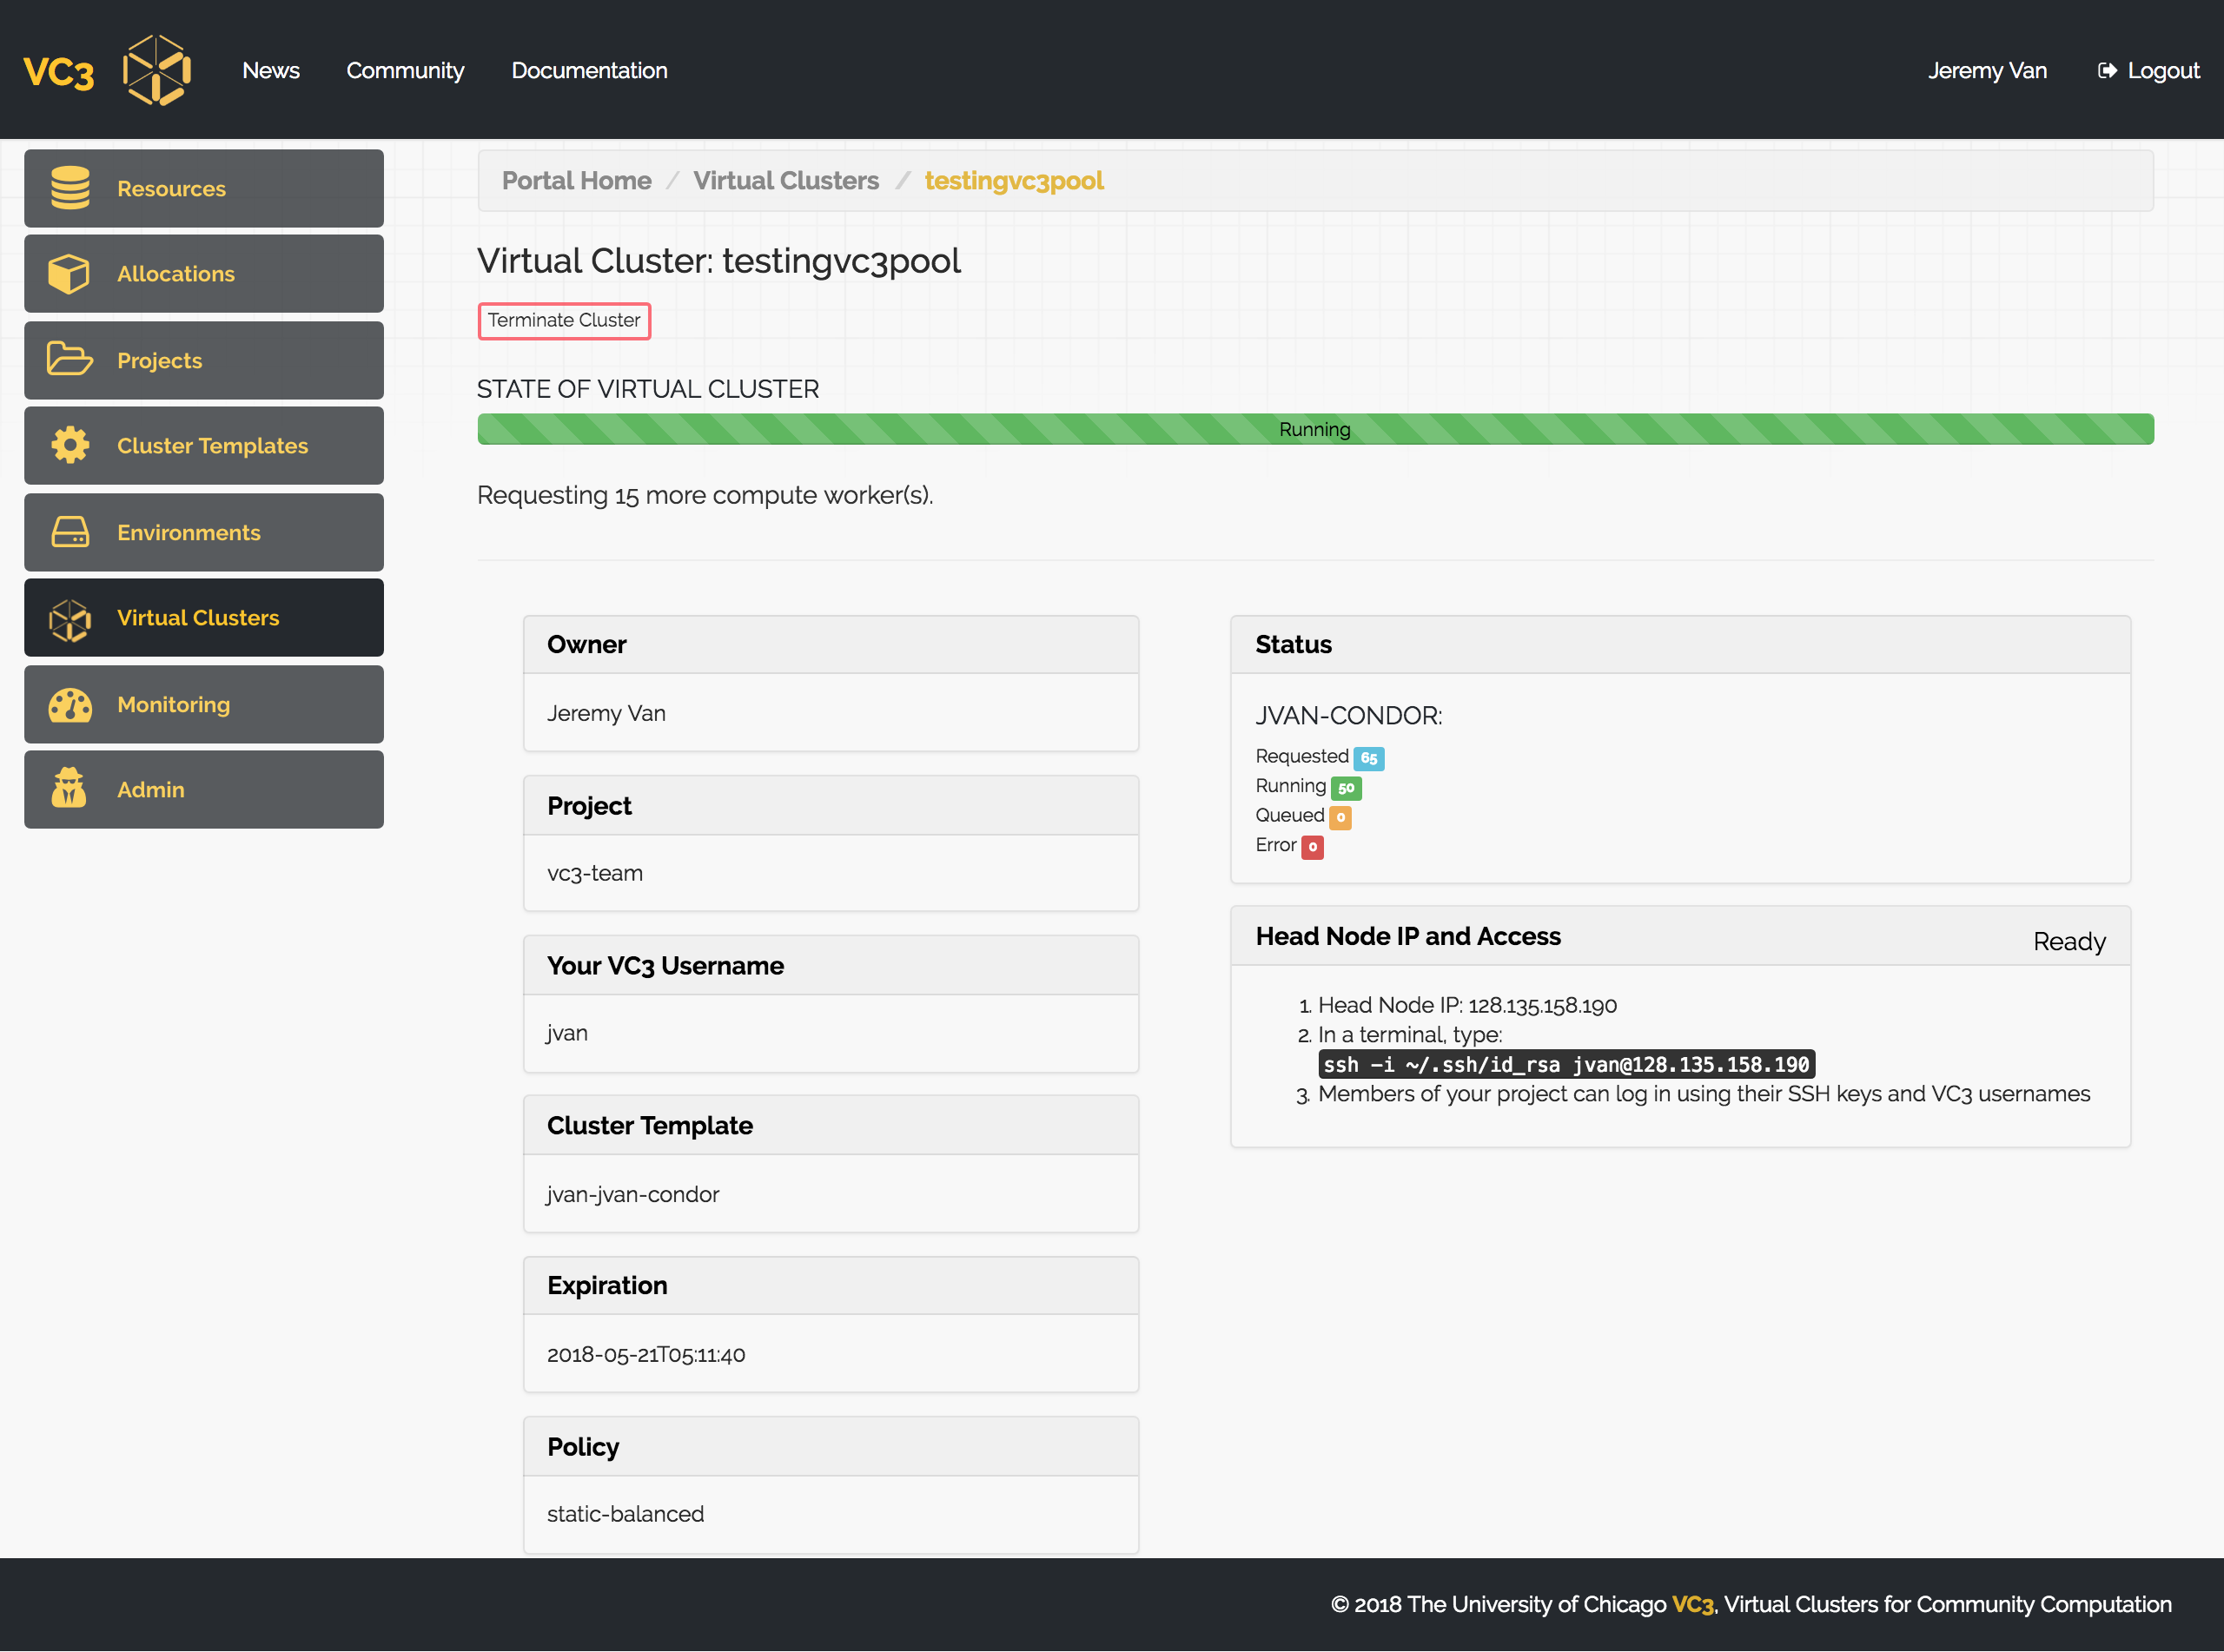 VC3
News
Community
Documentation
Jeremy Van
Logout
Resources
Allocations
Projects
Cluster Templates
Environments
Virtual Clusters
Monitoring
Admin
Portal Home / Virtual Clusters / testingvc3pool
Virtual Cluster: testingvc3pool
Terminate Cluster
STATE OF VIRTUAL CLUSTER
Running
Requesting 15 more compute worker(s).
Owner
Jeremy Van
Project
vc3-team
Your VC3 Username
jvan
Cluster Template
jvan-jvan-condor
Expiration
2018-05-21T05:11:40
Policy
static-balanced
Status
JVAN-CONDOR:
Requested 65
Running 50
Queued 0
Error 0
Head Node IP and Access
Ready
1. Head Node IP: 128.135.158.190
2. In a terminal, type:
ssh -i ~/.ssh/id_rsa jvan@128.135.158.190
3. Members of your project can log in using their SSH keys and VC3 usernames
© 2018 The University of Chicago VC3, Virtual Clusters for Community Computation